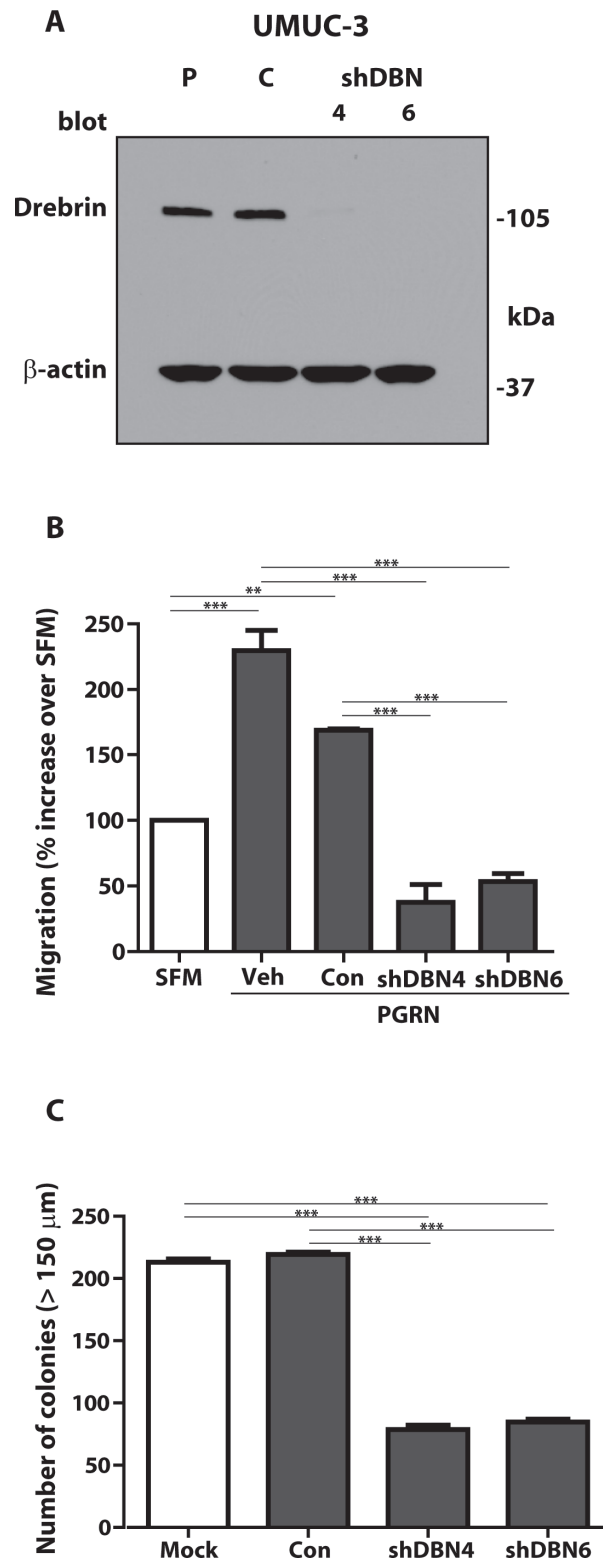 A
UMUC-3
P C shDBN
4 6
blot
Drebrin
-105
kDa
β-actin
-37
B
Migration (% increase over SFM)
***
***
**
***
***
***
250
200
150
100
50
0
SFM Veh Con shDBN4 shDBN6
PGRN
C
Number of colonies (> 150 μm)
***
***
***
***
250
200
150
100
50
0
Mock Con shDBN4 shDBN6